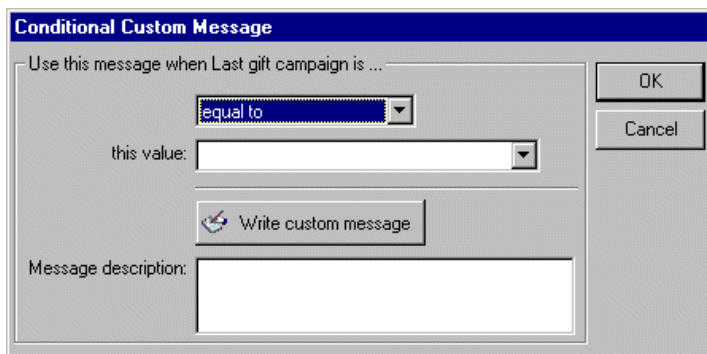 Conditional Custom Message
Use this message when Last gift campaign is ...
equal to
OK
this value:
Cancel
Write custom message
Message description: